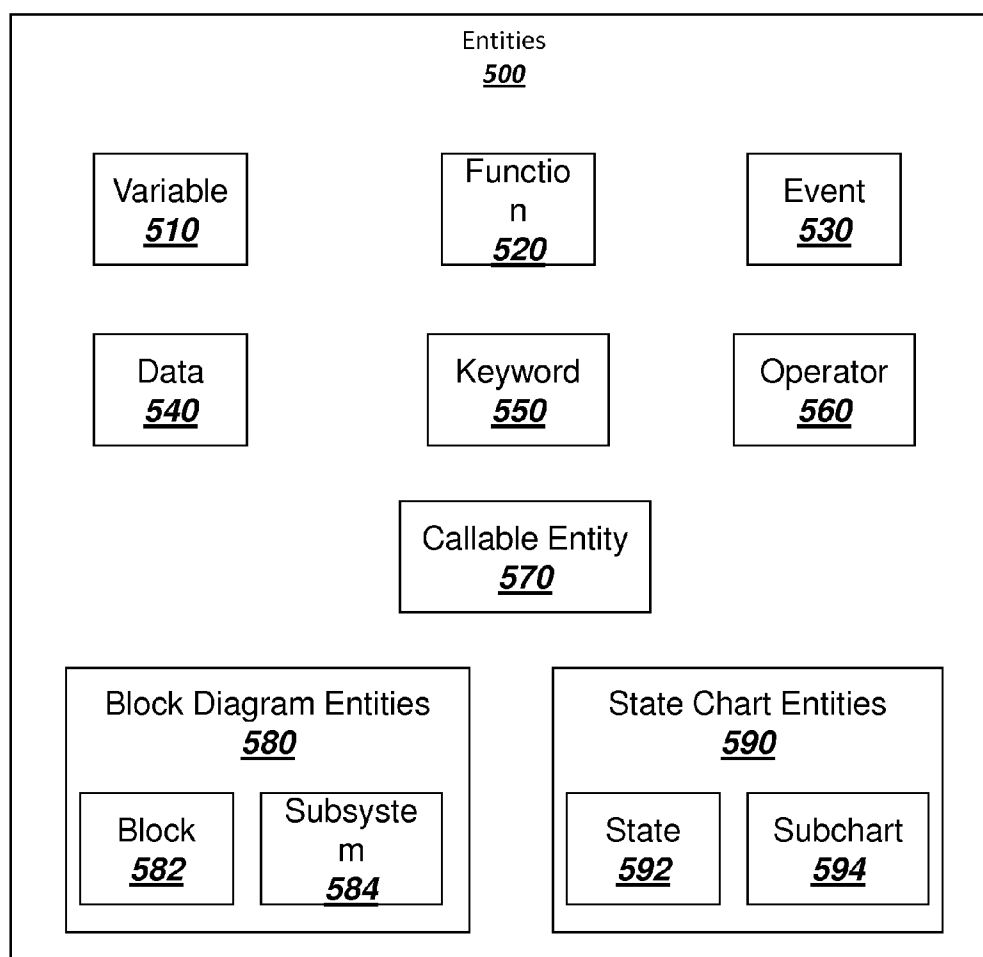 Entities
500
Variable
510
Functio
n
520
Event
530
Data
540
Keyword
550
Operator
560
Callable Entity
570
Block Diagram Entities
580
Block
582
Subsyste
m
584
State Chart Entities
590
State
592
Subchart
594